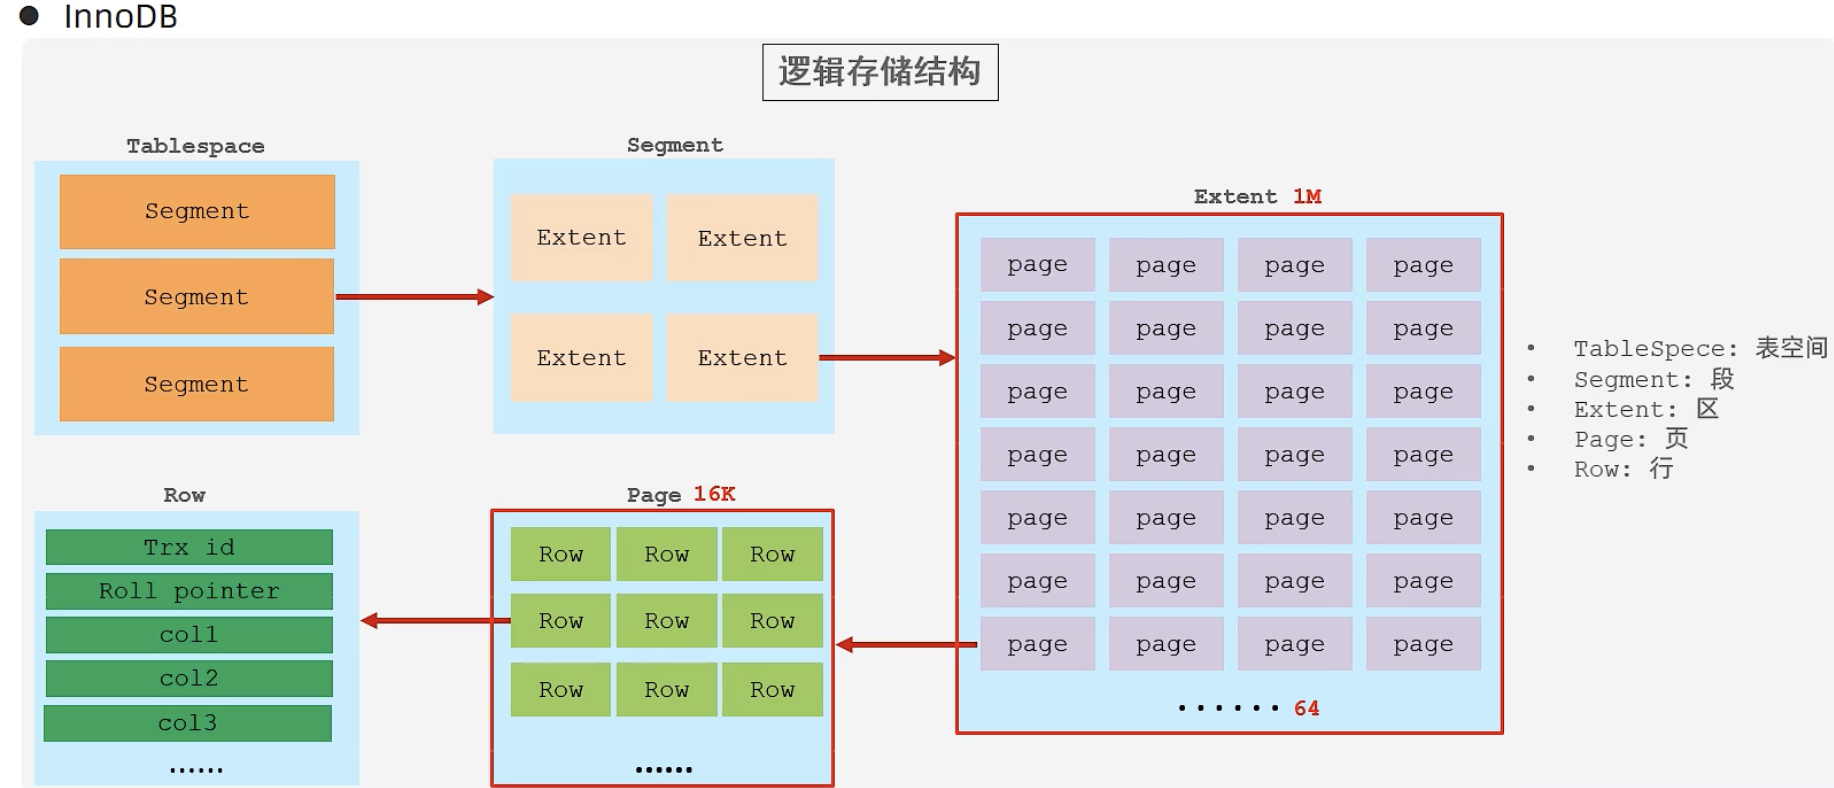 ● InnoDB
逻辑存储结构
Tablespace
Segment
Segment
Segment
Segment
Extent Extent
Extent Extent
Extent 1M
page page page page
page page page page
page page page page
page page page page
page page page page
page page page page
page page page page
······ 64
• TableSpece: 表空间
• Segment: 段
• Extent: 区
• Page: 页
• Row: 行
Page 16K
Row Row Row
Row Row Row
Row Row Row
······
Row
Trx id
Roll pointer
col1
col2
col3
······